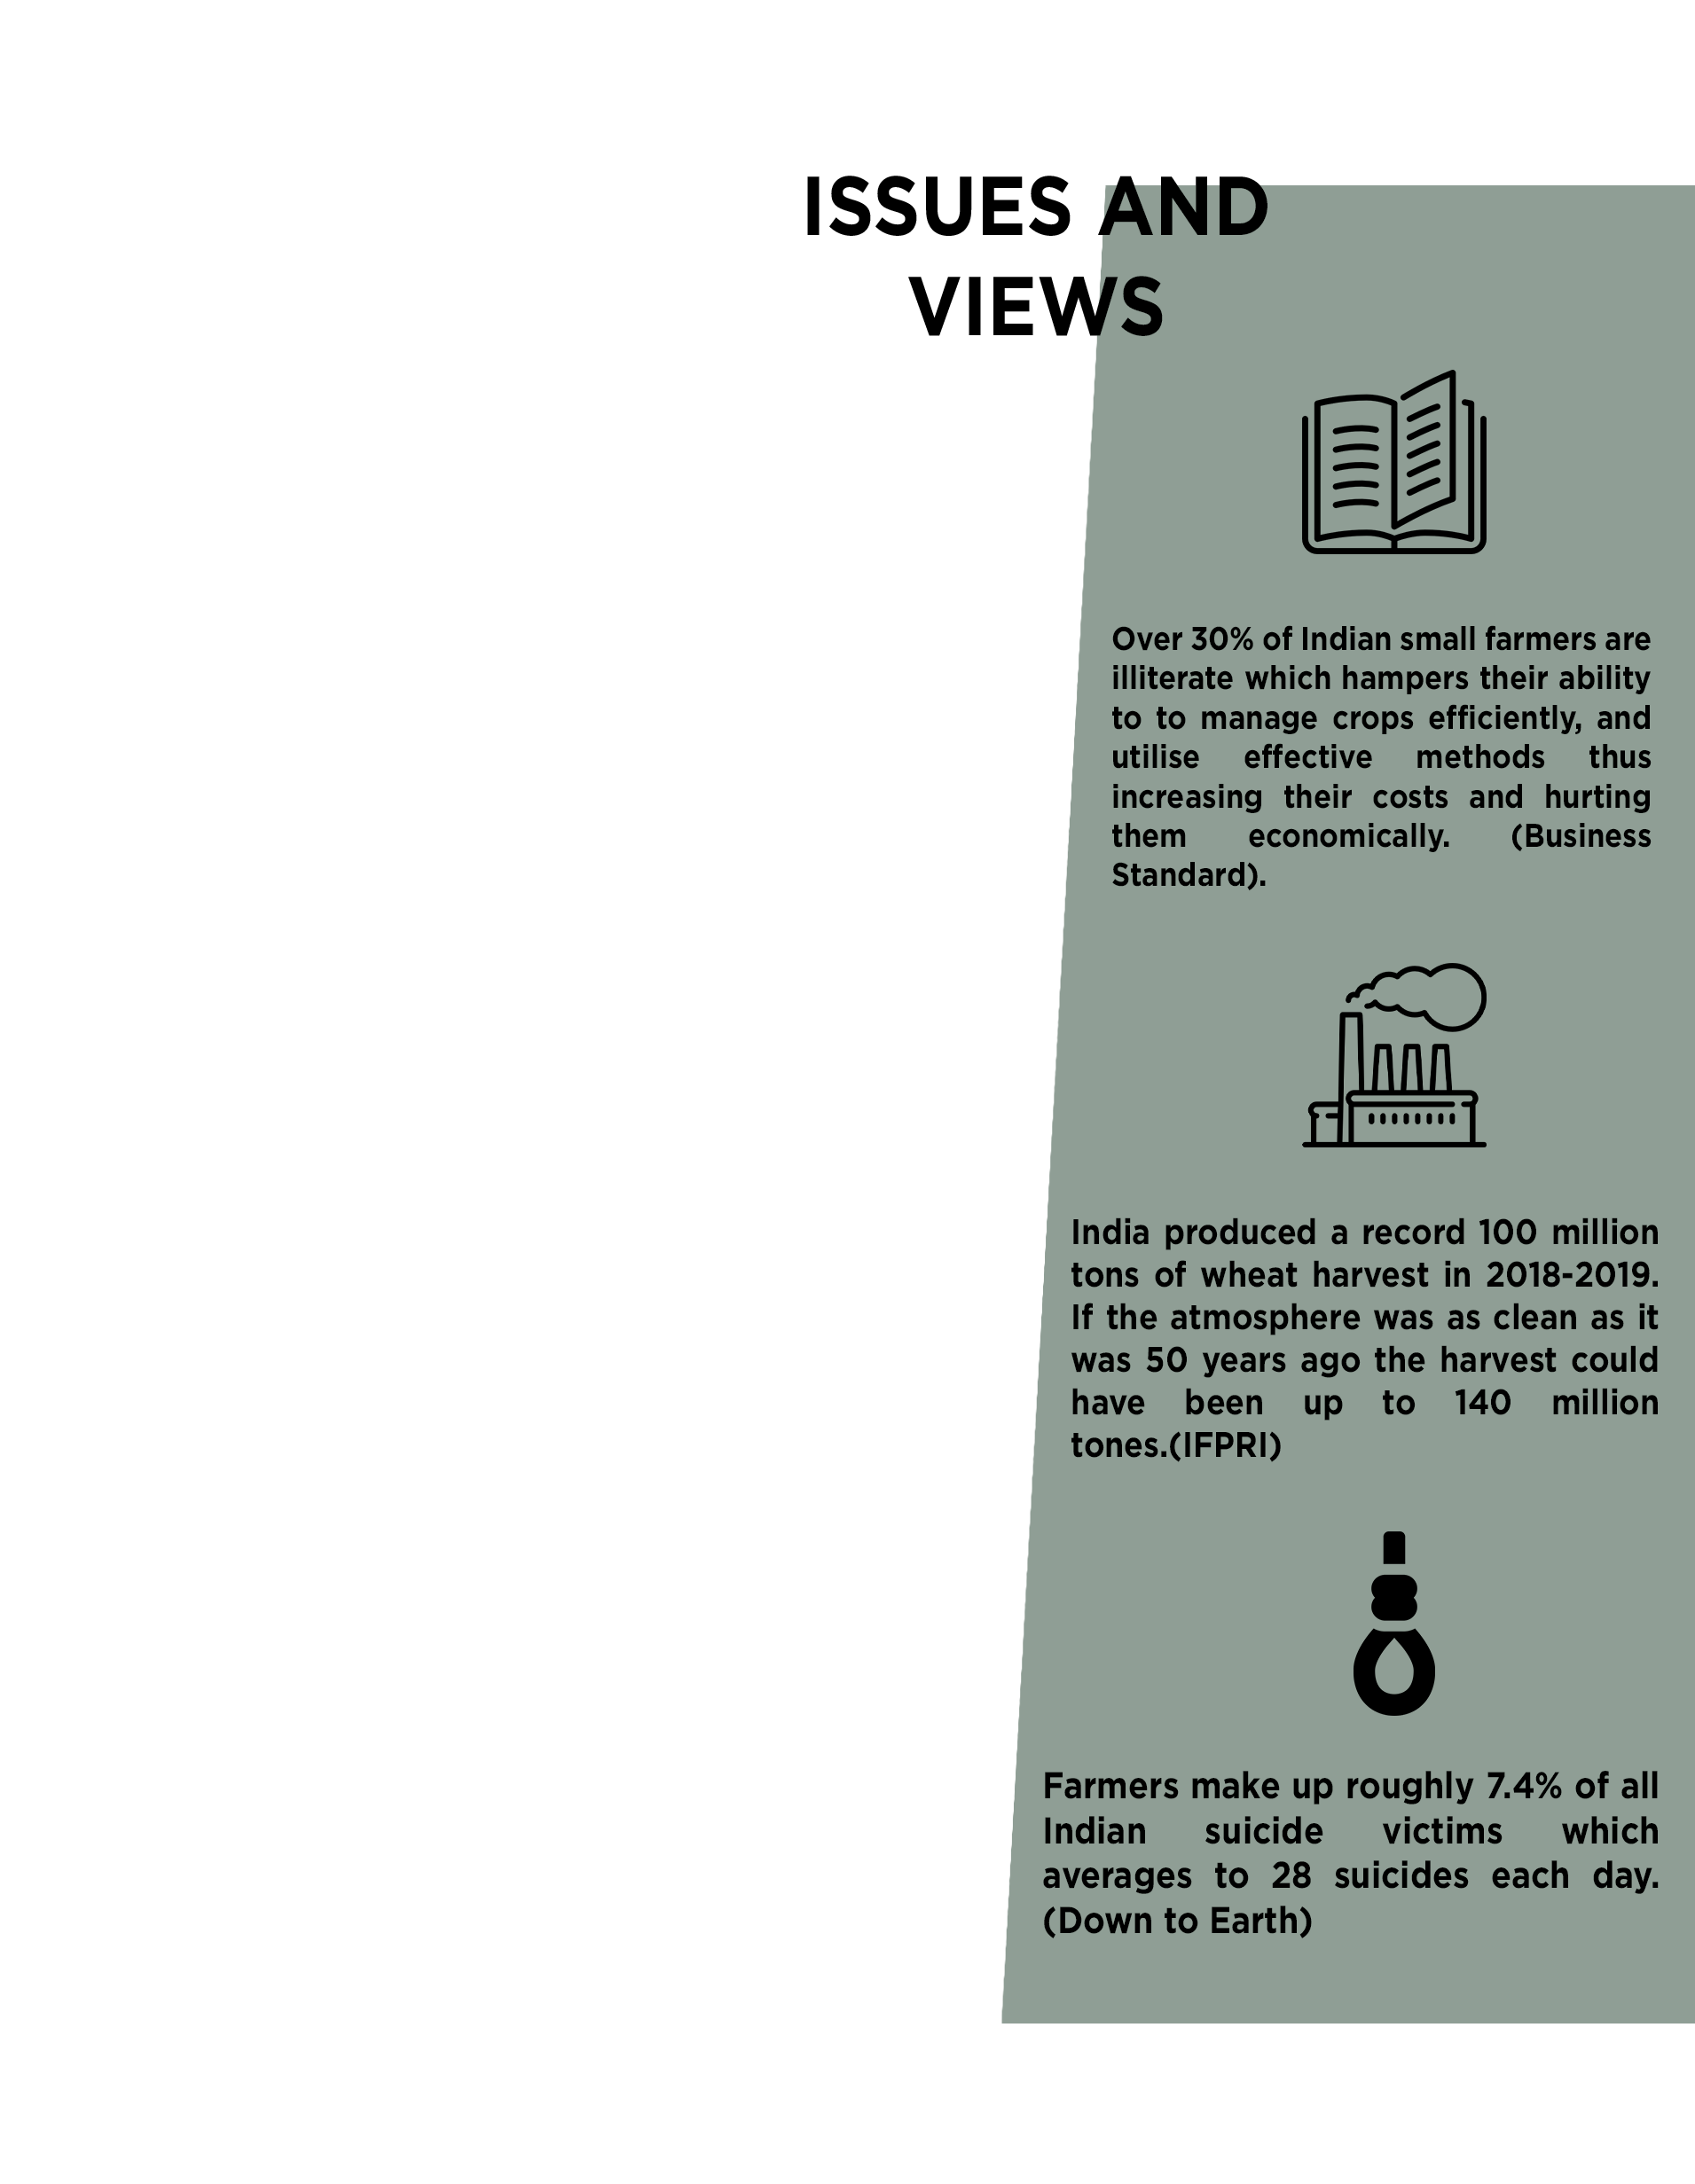 ISSUES AND
VIEWS
Over 30% of Indian small farmers are
illiterate which hampers their ability
to to manage crops efficiently, and
utilise effective methods thus
increasing their costs and hurting
them economically. (Business
Standard).
India produced a record 100 million
tons of wheat harvest in 2018-2019.
If the atmosphere was as clean as it
was 50 years ago the harvest could
have been up to 140 million
tones.(IFPRI)
Farmers make up roughly 7.4% of all
Indian suicide victims which
averages to 28 suicides each day.
(Down to Earth)